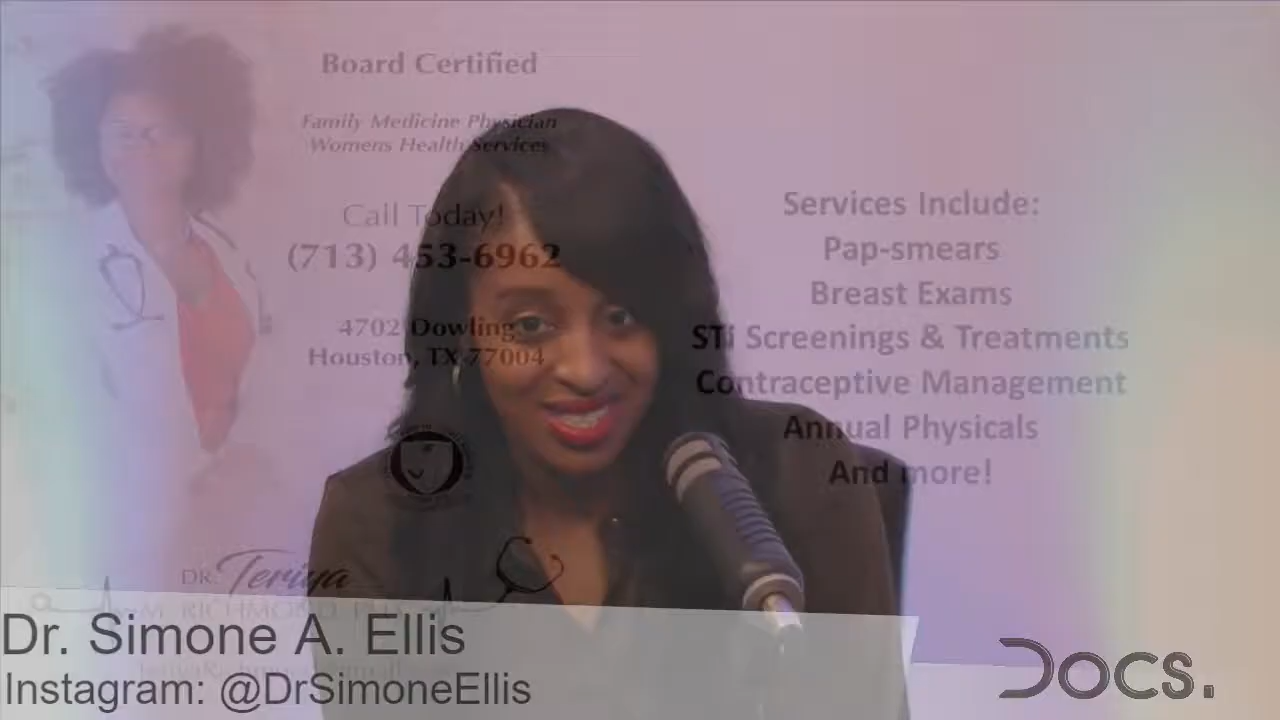 Board Certified
Family Medicine Physician
Womens Health Services
Call Today!
(713) 453-6962
4702 Dowling
Houston, TX 77004
Services Include:
Pap-smears
Breast Exams
STi Screenings & Treatments
Contraceptive Management
Annual Physicals
And more!
DR. Teriya
M. RICHMOND
Dr. Simone A. Ellis
Instagram: @DrSimoneEllis
DOCS.